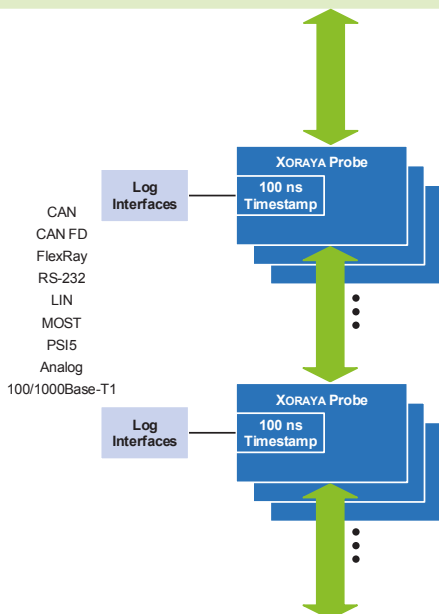 XORAYA Probe
Log
Interfaces
100 ns
Timestamp
CAN
CAN FD
FlexRay
RS-232
LIN
MOST
PSI5
Analog
100/1000Base-T1
XORAYA Probe
Log
Interfaces
100 ns
Timestamp